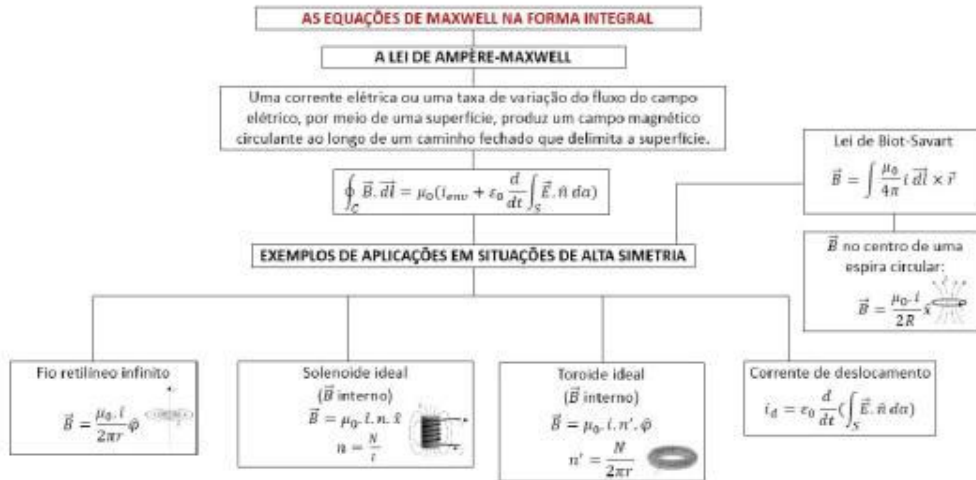 AS EQUAÇÕES DE MAXWELL NA FORMA INTEGRAL
A LEI DE AMPÈRE-MAXWELL
Uma corrente elétrica ou uma taxa de variação do fluxo do campo
elétrico, por meio de uma superfície, produz um campo magnético
circulante ao longo de um caminho fechado que delimita a superfície.
∮_C B⃗. dl⃗ = μ₀(i_env + ε₀ d/dt ∫_S E⃗. n̂ da)
Lei de Biot-Savart
B⃗ = ∫ μ₀/4π i dl⃗ × r⃗
B⃗ no centro de uma
espira circular:
B⃗ = μ₀. i/2R x̂
EXEMPLOS DE APLICAÇÕES EM SITUAÇÕES DE ALTA SIMETRIA
Fio retilíneo infinito
B⃗ = μ₀. i/2πr φ̂
Solenoide ideal
(B⃗ interno)
B⃗ = μ₀. i. n. x̂
n = N/l
Toroide ideal
(B⃗ interno)
B⃗ = μ₀. i. n'. φ̂
n' = N/2πr
Corrente de deslocamento
i_d = ε₀ d/dt (∫_S E⃗. n̂ da)